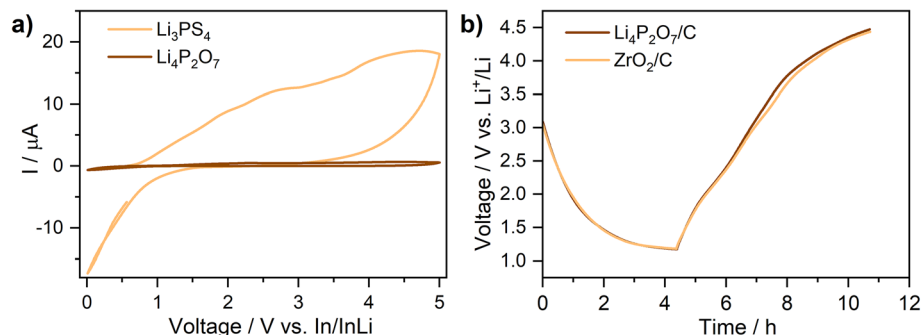 a)
Li₃PS₄
Li₄P₂O₇
20
10
0
-10
I / μA
0
1
2
3
4
5
Voltage / V vs. In/InLi
b)
Li₄P₂O₇/C
ZrO₂/C
4.5
4.0
3.5
3.0
2.5
2.0
1.5
1.0
Voltage / V vs. Li⁺/Li
0
2
4
6
8
10
12
Time / h